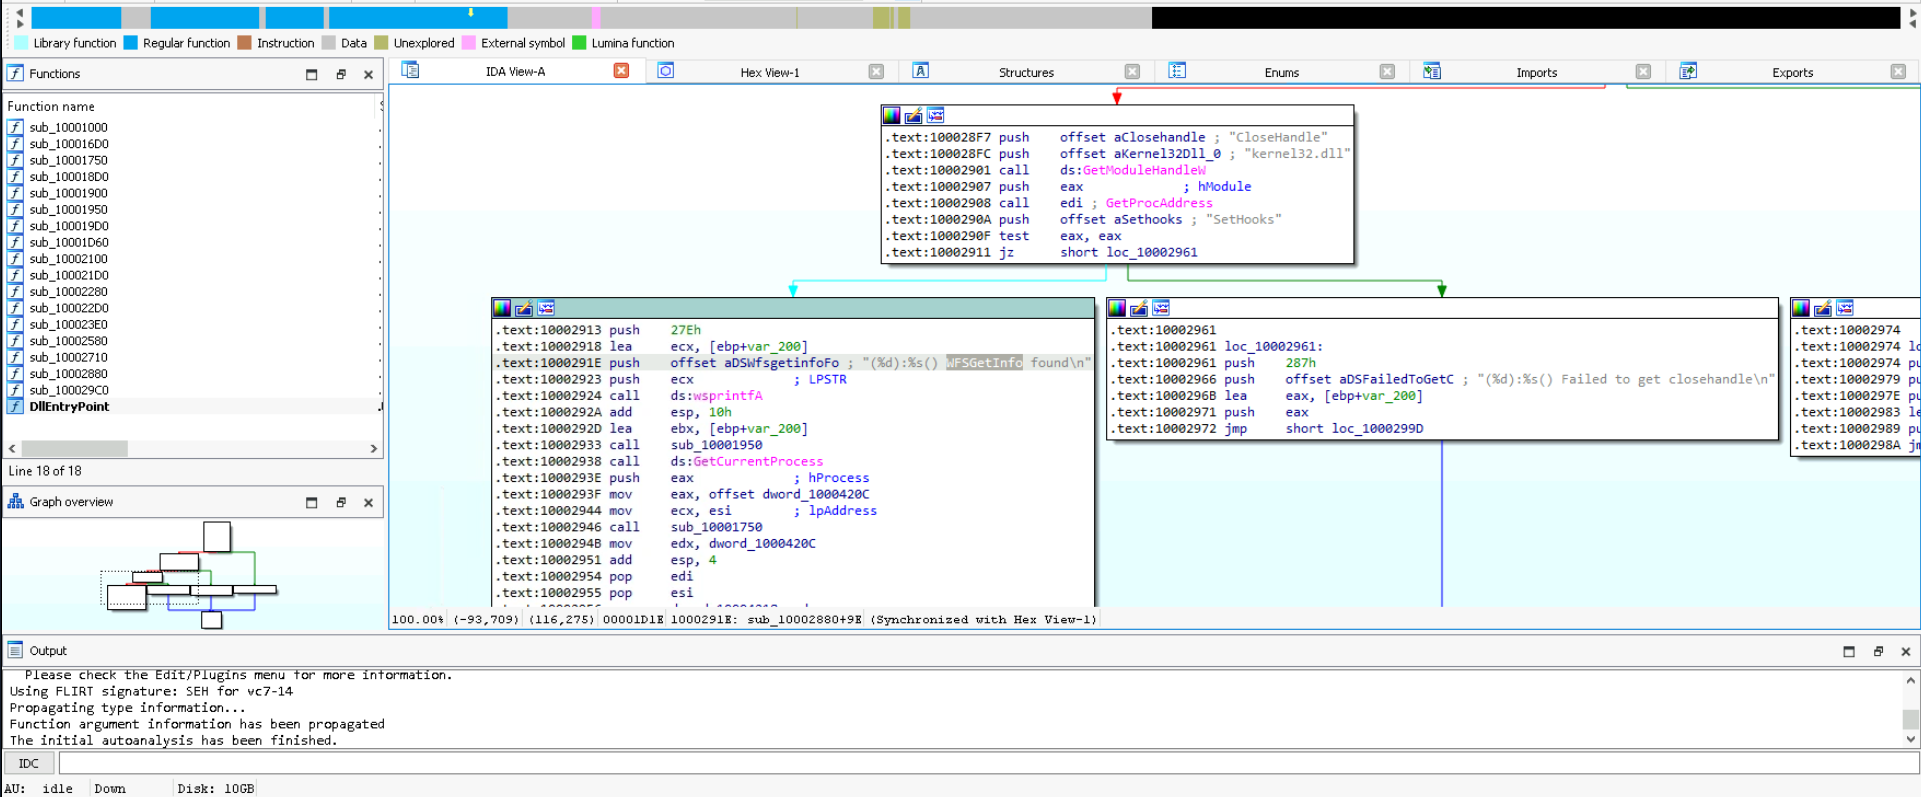 Library function Regular function Instruction Data Unexplored External symbol Lumina function
Functions
Function name
sub_10001000
sub_100016D0
sub_10001750
sub_100018D0
sub_10001900
sub_10001950
sub_100019D0
sub_10001D60
sub_10002100
sub_100021D0
sub_10002280
sub_100022D0
sub_100023E0
sub_10002580
sub_10002710
sub_10002880
sub_100029C0
DllEntryPoint
Line 18 of 18
Graph overview
IDA View-A Hex View-1 Structures Enums Imports Exports
.text:100028F7 push offset aClosehandle ; "CloseHandle"
.text:100028FC push offset aKernel32Dll_0 ; "kernel32.dll"
.text:10002901 call ds:GetModuleHandleW
.text:10002907 push eax ; hModule
.text:10002908 call edi ; GetProcAddress
.text:1000290A push offset aSethooks ; "SetHooks"
.text:1000290F test eax, eax
.text:10002911 jz short loc_10002961
.text:10002913 push 27Eh
.text:10002918 lea ecx, [ebp+var_200]
.text:1000291E push offset aDSWfsgetinfoFo ; "(%d):%s() WFSGetInfo found\n"
.text:10002923 push ecx ; LPSTR
.text:10002924 call ds:wsprintfA
.text:1000292A add esp, 10h
.text:1000292D lea ebx, [ebp+var_200]
.text:10002933 call sub_10001950
.text:10002938 call ds:GetCurrentProcess
.text:1000293E push eax ; hProcess
.text:1000293F mov eax, offset dword_1000420C
.text:10002944 mov ecx, esi ; lpAddress
.text:10002946 call sub_10001750
.text:1000294B mov edx, dword_1000420C
.text:10002951 add esp, 4
.text:10002954 pop edi
.text:10002955 pop esi
.text:10002961
.text:10002961 loc_10002961:
.text:10002961 push 287h
.text:10002966 push offset aDSFailedToGetC ; "(%d):%s() Failed to get closehandle\n"
.text:1000296B lea eax, [ebp+var_200]
.text:10002971 push eax
.text:10002972 jmp short loc_1000299D
.text:10002974
.text:10002974 lo
.text:10002974 pu
.text:10002979 pu
.text:1000297E pu
.text:10002983 le
.text:10002989 pu
.text:1000298A jm
100.00% (-93,709) (116,275) 00001D1E 1000291E: sub_10002880+9E (Synchronized with Hex View-1)
Output
Please check the Edit/Plugins menu for more information.
Using FLIRT signature: SEH for vc7-14
Propagating type information...
Function argument information has been propagated
The initial autoanalysis has been finished.
IDC
AU: idle Down Disk: 10GB